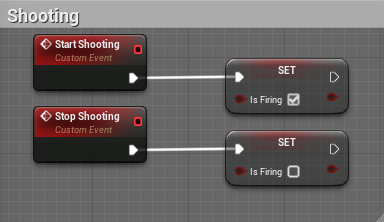 Shooting
Start Shooting
Custom Event
SET
Is Firing
Stop Shooting
Custom Event
SET
Is Firing